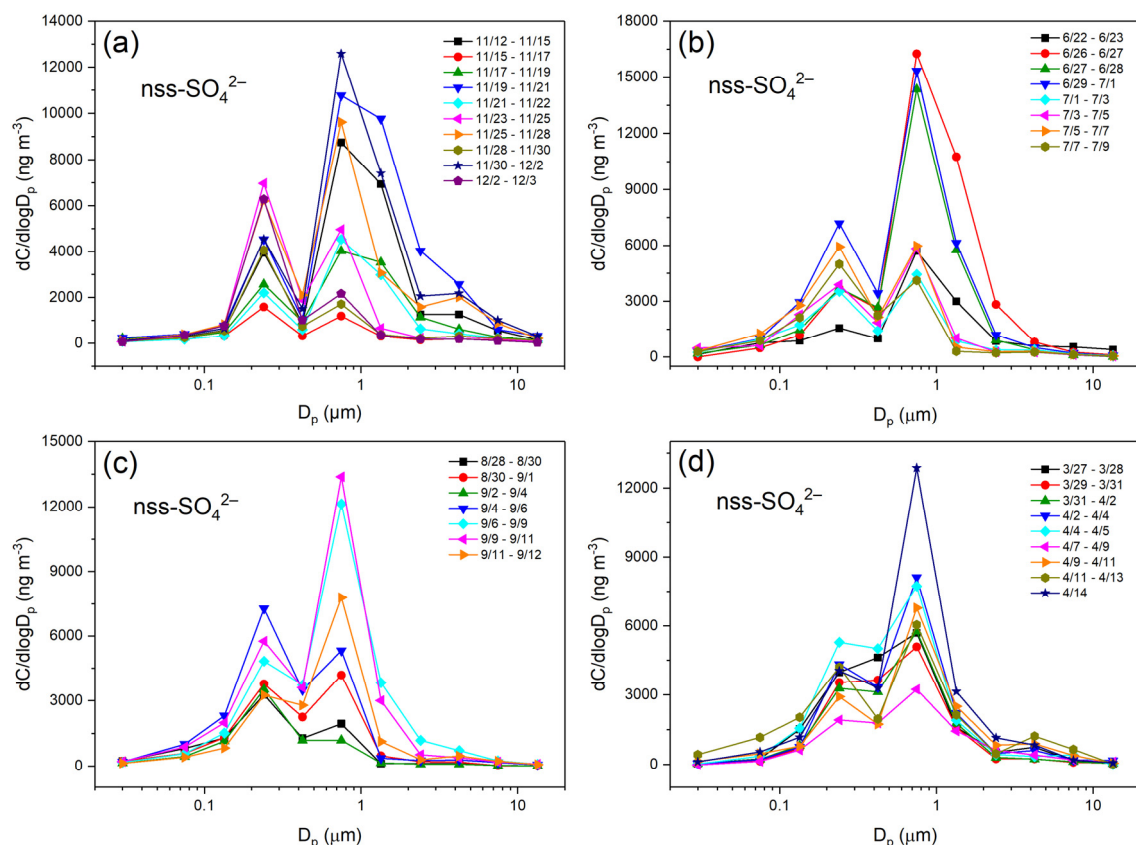 (a)
nss-SO₄²⁻
14000
12000
10000
8000
6000
4000
2000
0
dC/dlogDₚ (ng m⁻³)
11/12 - 11/15
11/15 - 11/17
11/17 - 11/19
11/19 - 11/21
11/21 - 11/22
11/23 - 11/25
11/25 - 11/28
11/28 - 11/30
11/30 - 12/2
12/2 - 12/3
0.1 1 10
Dₚ (µm)
(b)
nss-SO₄²⁻
18000
15000
12000
9000
6000
3000
0
dC/dlogDₚ (ng m⁻³)
6/22 - 6/23
6/26 - 6/27
6/27 - 6/28
6/29 - 7/1
7/1 - 7/3
7/3 - 7/5
7/5 - 7/7
7/7 - 7/9
0.1 1 10
Dₚ (µm)
(c)
nss-SO₄²⁻
15000
12000
9000
6000
3000
0
dC/dlogDₚ (ng m⁻³)
8/28 - 8/30
8/30 - 9/1
9/2 - 9/4
9/4 - 9/6
9/6 - 9/9
9/9 - 9/11
9/11 - 9/12
0.1 1 10
Dₚ (µm)
(d)
nss-SO₄²⁻
12000
9000
6000
3000
0
dC/dlogDₚ (ng m⁻³)
3/27 - 3/28
3/29 - 3/31
3/31 - 4/2
4/2 - 4/4
4/4 - 4/5
4/7 - 4/9
4/9 - 4/11
4/11 - 4/13
4/14
0.1 1 10
Dₚ (µm)